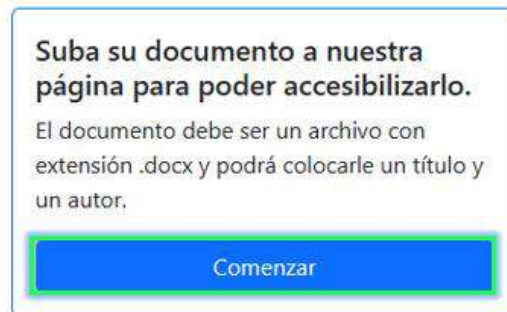 Suba su documento a nuestra
página para poder accesibilizarlo.
El documento debe ser un archivo con
extensión .docx y podrá colocarle un título y
un autor.
Comenzar